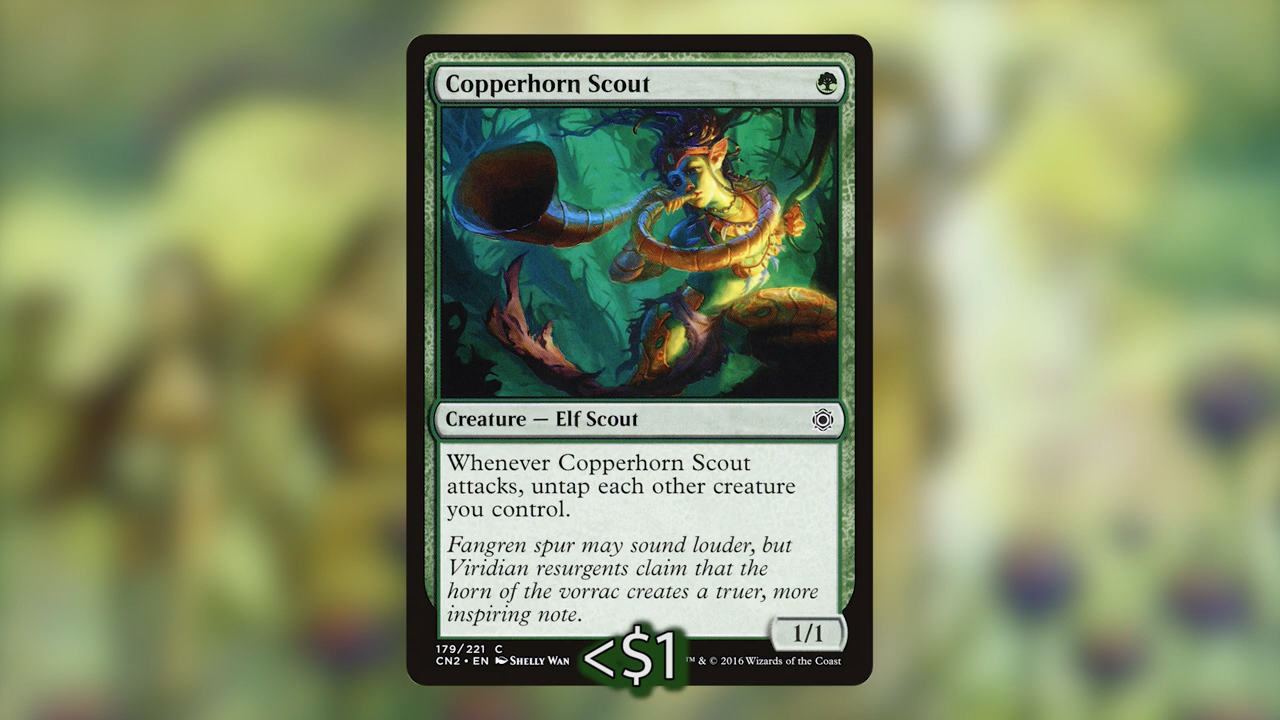 Copperhorn Scout
Creature — Elf Scout
Whenever Copperhorn Scout
attacks, untap each other creature
you control.
Fangren spur may sound louder, but
Viridian resurgents claim that the
horn of the vorrac creates a truer, more
inspiring note.
1/1
179/221 C
CN2 • EN SHELLY WAN
<$1
™ & © 2016 Wizards of the Coast